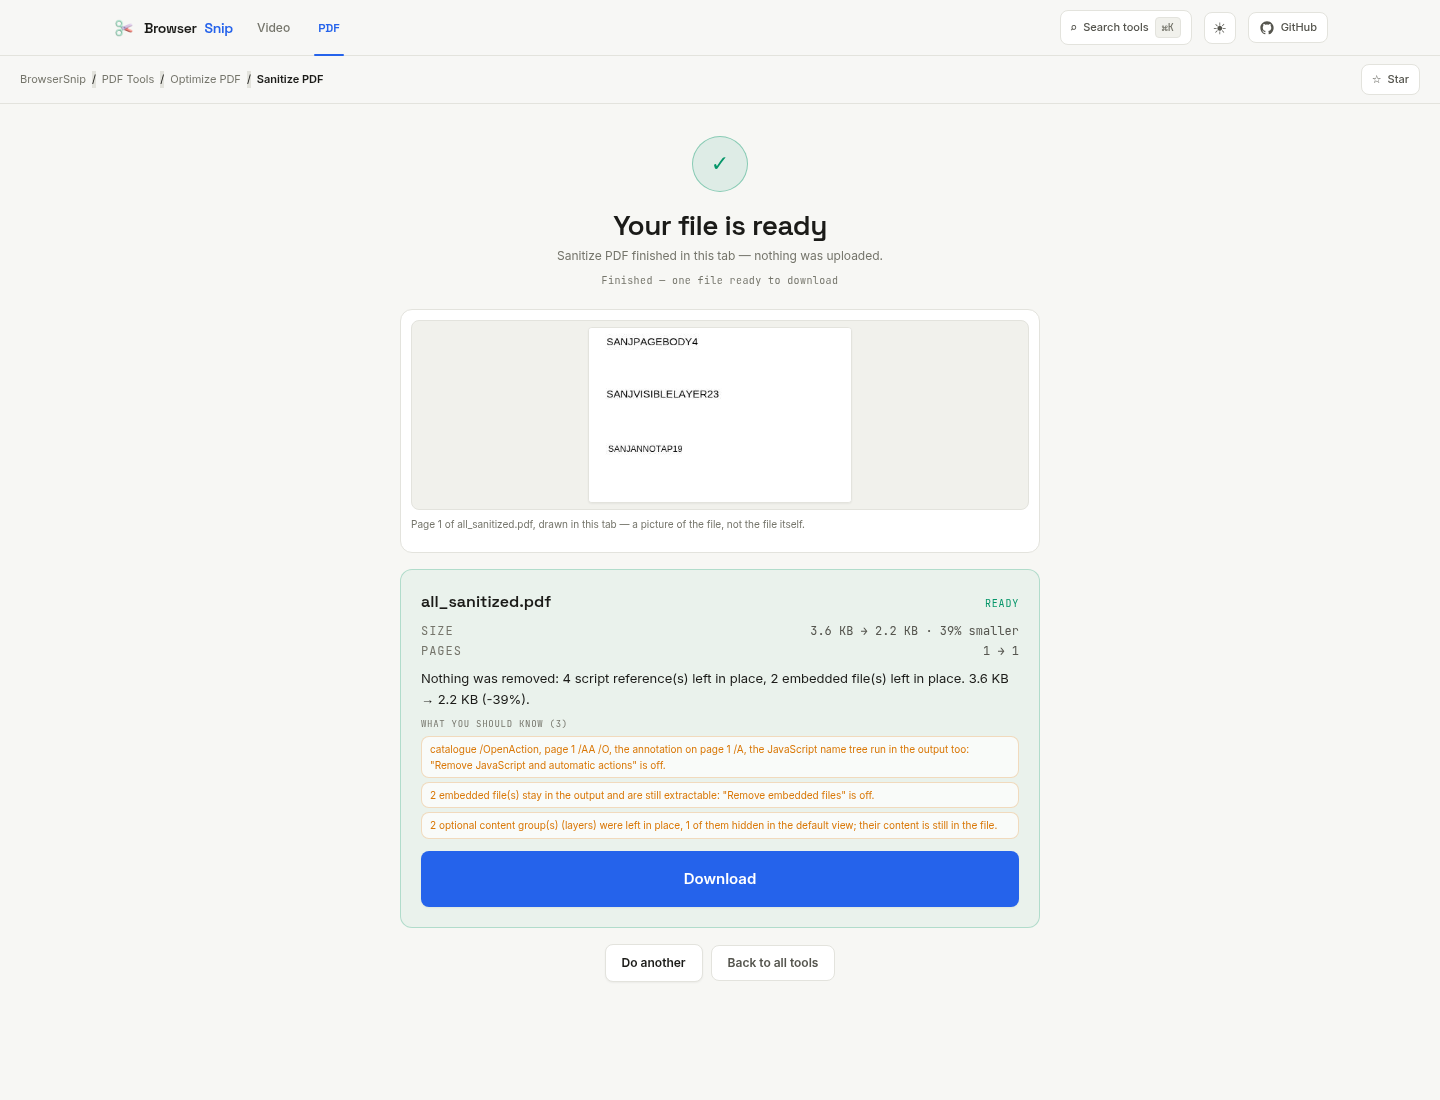 Browser Snip Video PDF Search tools ⌘K GitHub
BrowserSnip / PDF Tools / Optimize PDF / Sanitize PDF ☆ Star
✓
Your file is ready
Sanitize PDF finished in this tab — nothing was uploaded.
Finished — one file ready to download
SANJPAGEBODY4
SANJVISIBLELAYER23
SANJANNOTAP19
Page 1 of all_sanitized.pdf, drawn in this tab — a picture of the file, not the file itself.
all_sanitized.pdf READY
SIZE 3.6 KB → 2.2 KB · 39% smaller
PAGES 1 → 1
Nothing was removed: 4 script reference(s) left in place, 2 embedded file(s) left in place. 3.6 KB
→ 2.2 KB (-39%).
WHAT YOU SHOULD KNOW (3)
catalogue /OpenAction, page 1 /AA /O, the annotation on page 1 /A, the JavaScript name tree run in the output too:
"Remove JavaScript and automatic actions" is off.
2 embedded file(s) stay in the output and are still extractable: "Remove embedded files" is off.
2 optional content group(s) (layers) were left in place, 1 of them hidden in the default view; their content is still in the file.
Download
Do another Back to all tools